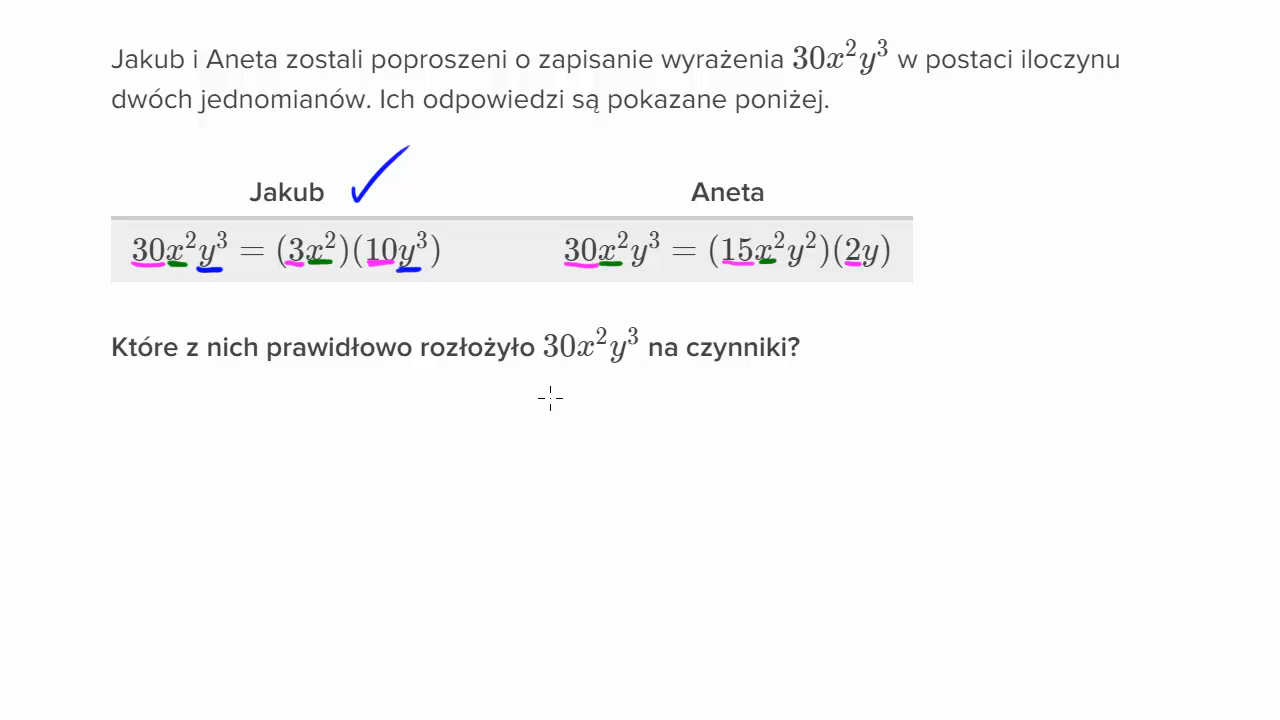 Jakub i Aneta zostali poproszeni o zapisanie wyrażenia 30x²y³ w postaci iloczynu
dwóch jednomianów. Ich odpowiedzi są pokazane poniżej.
Jakub Aneta
30x²y³ = (3x²)(10y³) 30x²y³ = (15x²y²)(2y)
Które z nich prawidłowo rozłożyło 30x²y³ na czynniki?